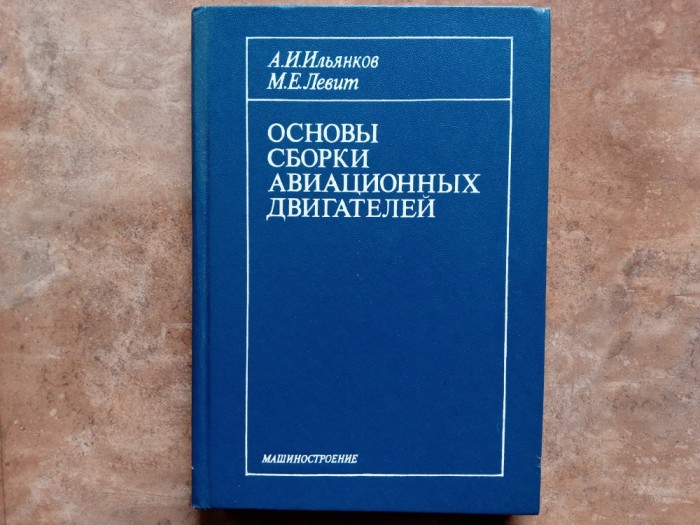 А.И.Ильянков
М.Е.Левит
ОСНОВЫ
СБОРКИ
АВИАЦИОННЫХ
ДВИГАТЕЛЕЙ
МАШИНОСТРОЕНИЕ